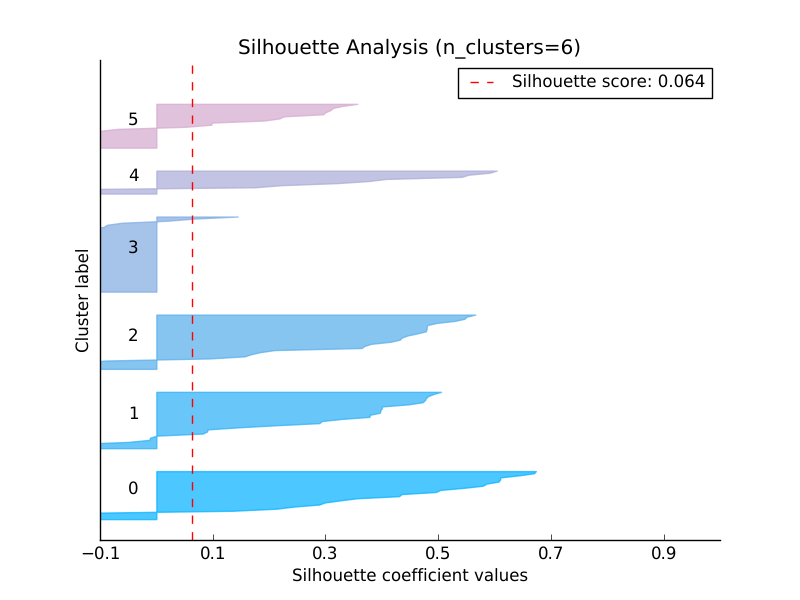 Silhouette Analysis (n_clusters=6)
Silhouette score: 0.064
5
4
3
2
1
0
Cluster label
−0.1 0.1 0.3 0.5 0.7 0.9
Silhouette coefficient values